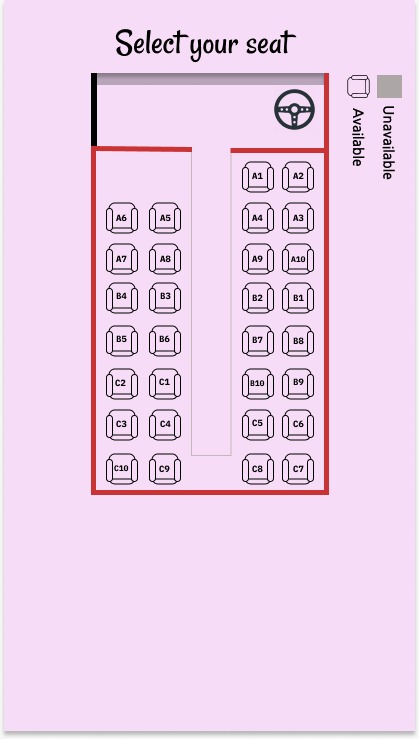 Select your seat
Available
Unavailable
A1 A2
A6 A5 A4 A3
A7 A8 A9 A10
B4 B3 B2 B1
B5 B6 B7 B8
C2 C1 B10 B9
C3 C4 C5 C6
C10 C9 C8 C7